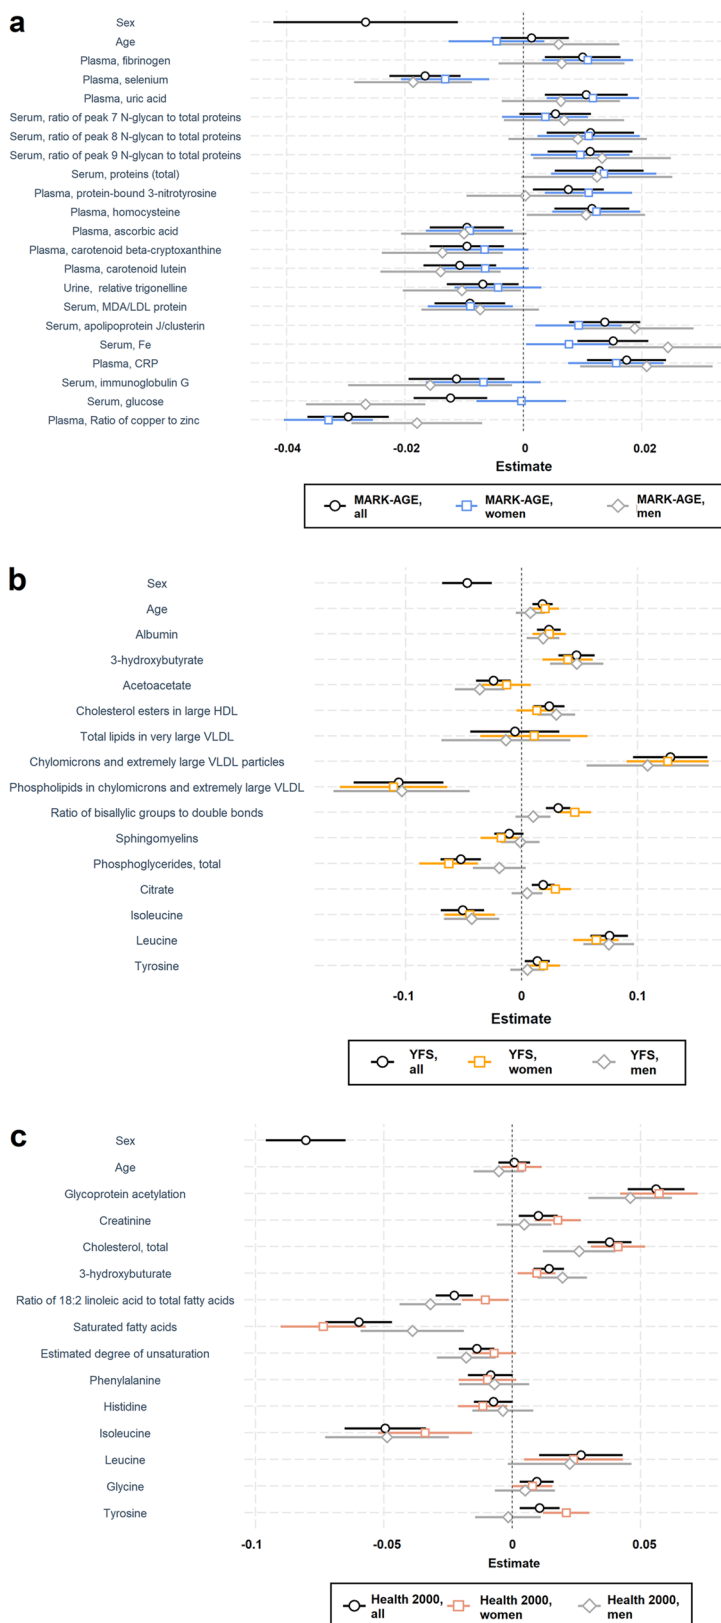 a
Sex
Age
Plasma, fibrinogen
Plasma, selenium
Plasma, uric acid
Serum, ratio of peak 7 N-glycan to total proteins
Serum, ratio of peak 8 N-glycan to total proteins
Serum, ratio of peak 9 N-glycan to total proteins
Serum, proteins (total)
Plasma, protein-bound 3-nitrotyrosine
Plasma, homocysteine
Plasma, ascorbic acid
Plasma, carotenoid beta-cryptoxanthine
Plasma, carotenoid lutein
Urine, relative trigonelline
Serum, MDA/LDL protein
Serum, apolipoprotein J/clusterin
Serum, Fe
Plasma, CRP
Serum, immunoglobulin G
Serum, glucose
Plasma, Ratio of copper to zinc
-0.04 -0.02 0 0.02
Estimate
MARK-AGE, all
MARK-AGE, women
MARK-AGE, men
b
Sex
Age
Albumin
3-hydroxybutyrate
Acetoacetate
Cholesterol esters in large HDL
Total lipids in very large VLDL
Chylomicrons and extremely large VLDL particles
Phospholipids in chylomicrons and extremely large VLDL
Ratio of bisallylic groups to double bonds
Sphingomyelins
Phosphoglycerides, total
Citrate
Isoleucine
Leucine
Tyrosine
-0.1 0 0.1
Estimate
YFS, all
YFS, women
YFS, men
c
Sex
Age
Glycoprotein acetylation
Creatinine
Cholesterol, total
3-hydroxybuturate
Ratio of 18:2 linoleic acid to total fatty acids
Saturated fatty acids
Estimated degree of unsaturation
Phenylalanine
Histidine
Isoleucine
Leucine
Glycine
Tyrosine
-0.1 -0.05 0 0.05
Estimate
Health 2000, all
Health 2000, women
Health 2000, men